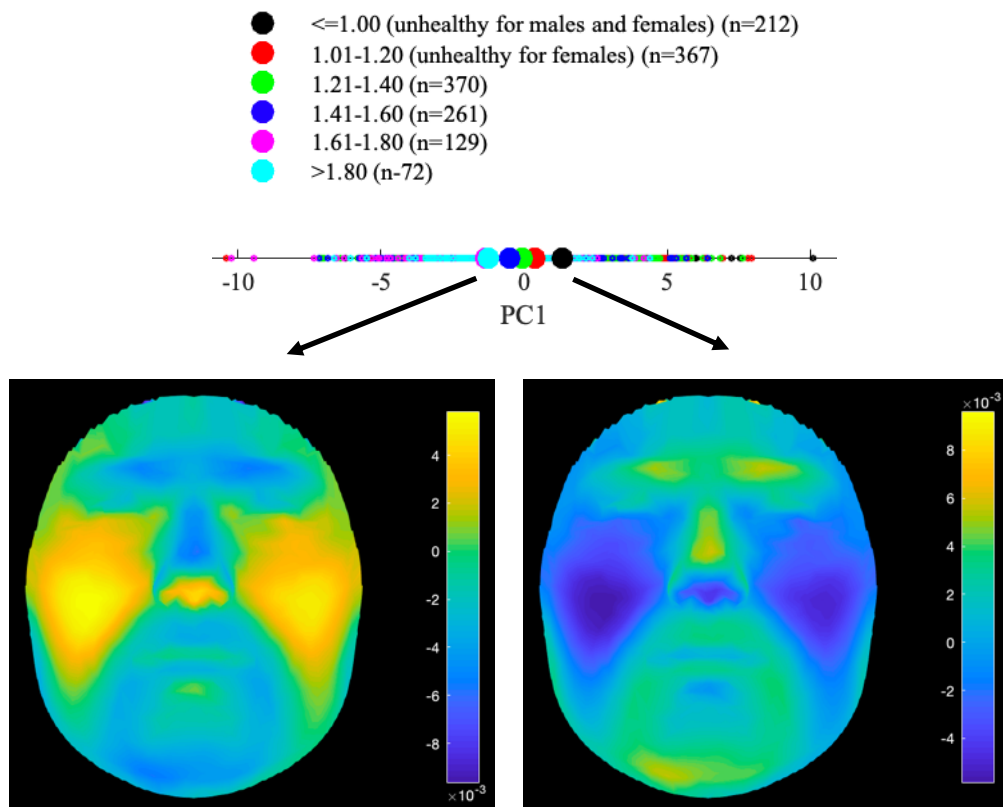 <=1.00 (unhealthy for males and females) (n=212)
1.01-1.20 (unhealthy for females) (n=367)
1.21-1.40 (n=370)
1.41-1.60 (n=261)
1.61-1.80 (n=129)
>1.80 (n-72)
-10 -5 0 5 10
PC1
4
2
0
-2
-4
-6
-8
×10⁻³
×10⁻³
8
6
4
2
0
-2
-4